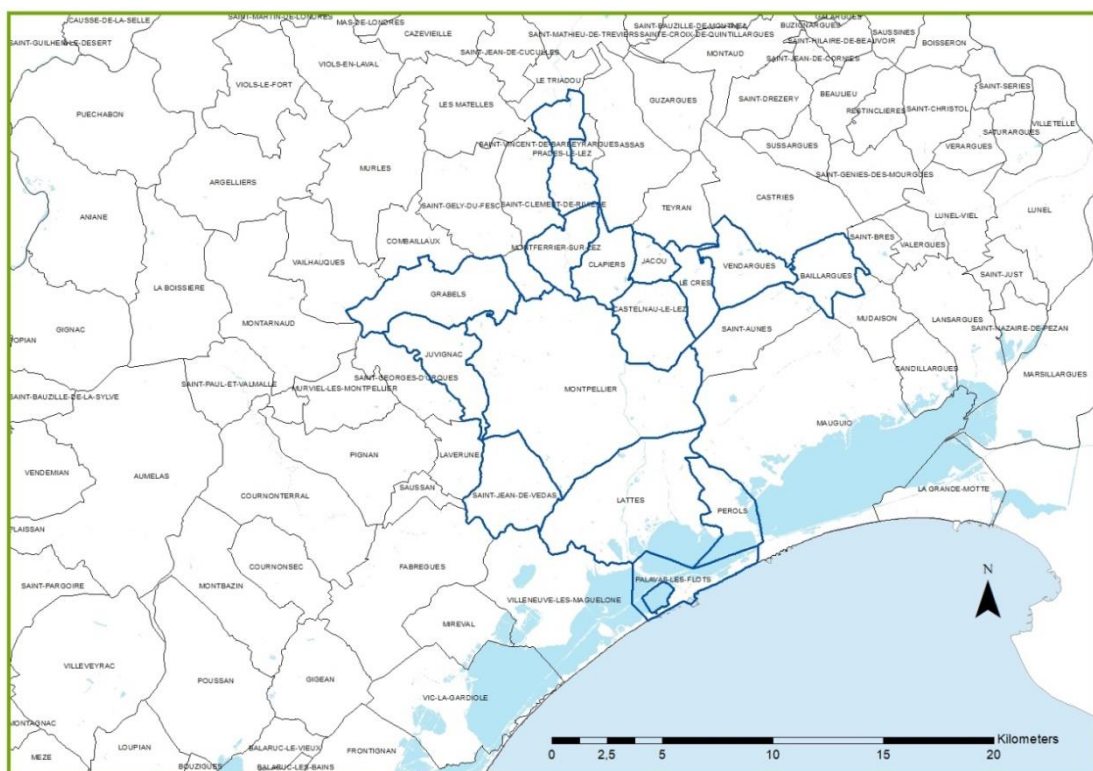 CAUSSE-DE-LA-SELLE
SAINT-MARTIN-DE-LONDRES
MAS-DE-LONDRES
CAZEVIEILLE
SAINT-MATHIEU-DE-TREVIERS
SAINTE-CROIX-DE-QUINTILLARGUES
BUZIGNARGUES
GALARGUES
SAUSSINES
BOISSERON
SAINT-GUILHEM-LE-DESERT
SAINT-JEAN-DE-CUCULLES
MONTAUD
SAINT-HILAIRE-DE-BEAUVOIR
SAINT-JEAN-DE-CORNIES
VIOLS-LE-FORT
VIOLS-EN-LAVAL
LE TRIADOU
GUZARGUES
SAINT-DREZERY
BEAULIEU
SAINT-SERIES
PUECHABON
LES MATELLES
RESTINCLIERES
SAINT-CHRISTOL
VILLETELLE
SATURARGUES
SAINT-VINCENT-DE-BARBEYRARGUES
ASSAS
SUSSARGUES
VERARGUES
PRADES-LE-LEZ
MURLES
SAINT-GENIES-DES-MOURGUES
ARGELLIERS
CASTRIES
SAINT-GELY-DU-FESC
SAINT-CLEMENT-DE-RIVIERE
TEYRAN
LUNEL-VIEL
LUNEL
ANIANE
SAINT-BRES
COMBAILLAUX
MONTFERRIER-SUR-LEZ
VALERGUES
VAILHAUQUES
CLAPIERS
JACOU
VENDARGUES
BAILLARGUES
SAINT-JUST
LA BOISSIERE
GRABELS
LE CRES
CASTELNAU-LE-LEZ
MUDAISON
LANSARGUES
MONTARNAUD
SAINT-AUNES
SAINT-NAZAIRE-DE-PEZAN
GIGNAC
OPIAN
JUVIGNAC
CANDILLARGUES
MARSILLARGUES
SAINT-GEORGES-D'ORQUES
SAINT-PAUL-ET-VALMALLE
MURVIEL-LES-MONTPELLIER
MONTPELLIER
SAINT-BAUZILLE-DE-LA-SYLVE
MAUGUIO
PIGNAN
LAVERUNE
VENDEMIAN
AUMELAS
SAUSSAN
LA GRANDE-MOTTE
COURNONTERRAL
SAINT-JEAN-DE-VEDAS
LATTES
PEROLS
PLAISSAN
COURNONSEC
FABREGUES
PALAVAS-LES-FLOTS
SAINT-PARGOIRE
MONTBAZIN
VILLENEUVE-LES-MAGUELONE
N
MIREVAL
VILLEVEYRAC
POUSSAN
GIGEAN
VIC-LA-GARDIOLE
MONTAGNAC
LOUPIAN
BALARUC-LE-VIEUX
FRONTIGNAN
MEZE
BOUZIGUES
BALARUC-LES-BAINS
Kilometers
0 2,5 5 10 15 20